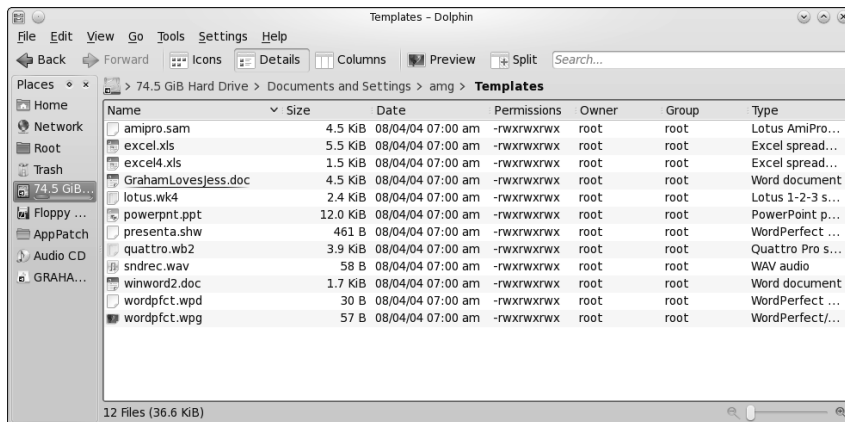 Templates – Dolphin
File Edit View Go Tools Settings Help
Back Forward Icons Details Columns Preview Split Search...
Places
Home
Network
Root
Trash
74.5 GiB...
Floppy ...
AppPatch
Audio CD
GRAHA...
> 74.5 GiB Hard Drive > Documents and Settings > amg > Templates
Name Size Date Permissions Owner Group Type
amipro.sam 4.5 KiB 08/04/04 07:00 am -rwxrwxrwx root root Lotus AmiPro...
excel.xls 5.5 KiB 08/04/04 07:00 am -rwxrwxrwx root root Excel spread...
excel4.xls 1.5 KiB 08/04/04 07:00 am -rwxrwxrwx root root Excel spread...
GrahamLovesJess.doc 4.5 KiB 08/04/04 07:00 am -rwxrwxrwx root root Word document
lotus.wk4 2.4 KiB 08/04/04 07:00 am -rwxrwxrwx root root Lotus 1-2-3 s...
powerpnt.ppt 12.0 KiB 08/04/04 07:00 am -rwxrwxrwx root root PowerPoint p...
presenta.shw 461 B 08/04/04 07:00 am -rwxrwxrwx root root WordPerfect ...
quattro.wb2 3.9 KiB 08/04/04 07:00 am -rwxrwxrwx root root Quattro Pro s...
sndrec.wav 58 B 08/04/04 07:00 am -rwxrwxrwx root root WAV audio
winword2.doc 1.7 KiB 08/04/04 07:00 am -rwxrwxrwx root root Word document
wordpfct.wpd 30 B 08/04/04 07:00 am -rwxrwxrwx root root WordPerfect ...
wordpfct.wpg 57 B 08/04/04 07:00 am -rwxrwxrwx root root WordPerfect/...
12 Files (36.6 KiB)